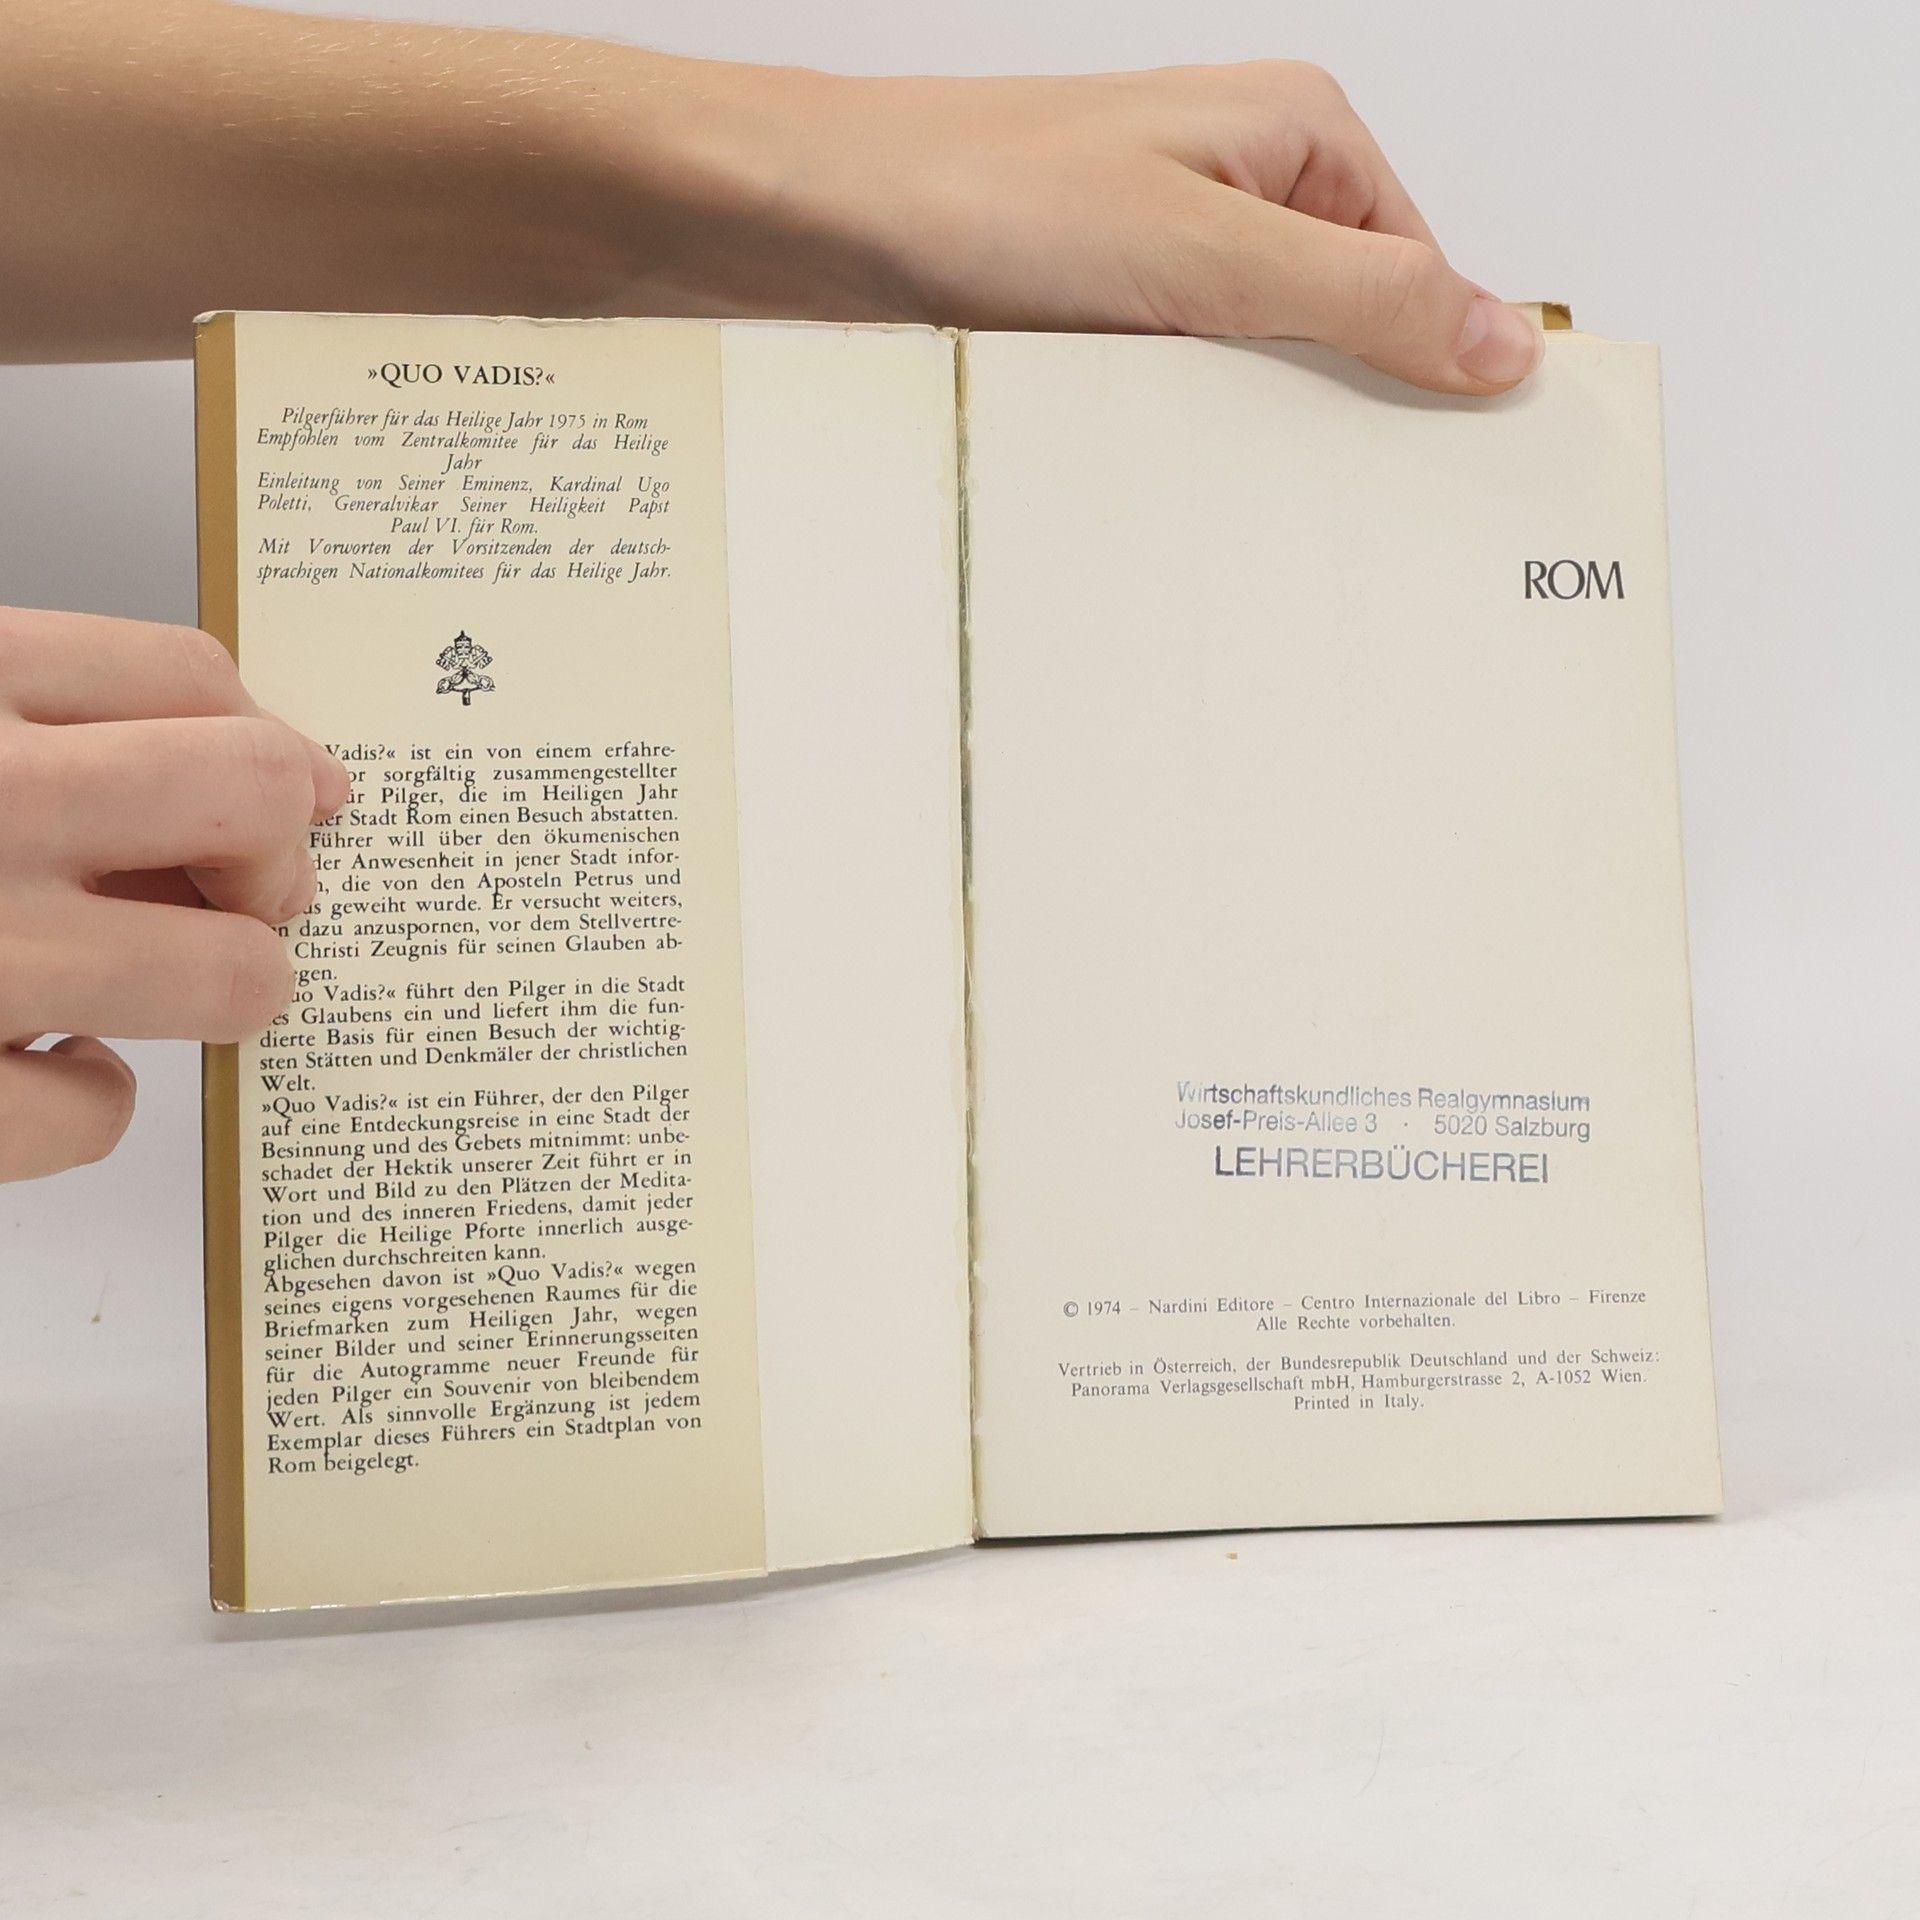 »QUO VADIS?«
Pilgerführer für das Heilige Jahr 1975 in Rom
Empfohlen vom Zentralkomitee für das Heilige
Jahr
Einleitung von Seiner Eminenz, Kardinal Ugo
Poletti, Generalvikar Seiner Heiligkeit Papst
Paul VI. für Rom.
Mit Vorworten der Vorsitzenden der deutsch-
sprachigen Nationalkomitees für das Heilige Jahr.
Vadis?« ist ein von einem erfahre-
sorgfältig zusammengestellter
Pilger, die im Heiligen Jahr
Stadt Rom einen Besuch abstatten.
Führer will über den ökumenischen
der Anwesenheit in jener Stadt infor-
die von den Aposteln Petrus und
geweiht wurde. Er versucht weiters,
dazu anzuspornen, vor dem Stellvertre-
Christi Zeugnis für seinen Glauben ab-
Vadis?« führt den Pilger in die Stadt
Glaubens ein und liefert ihm die fun-
dierte Basis für einen Besuch der wichtig-
sten Stätten und Denkmäler der christlichen
Welt.
»Quo Vadis?« ist ein Führer, der den Pilger
auf eine Entdeckungsreise in eine Stadt der
Besinnung und des Gebets mitnimmt: unbe-
schadet der Hektik unserer Zeit führt er in
Wort und Bild zu den Plätzen der Medita-
tion und des inneren Friedens, damit jeder
Pilger die Heilige Pforte innerlich ausge-
glichen durchschreiten kann.
Abgesehen davon ist »Quo Vadis?« wegen
seines eigens vorgesehenen Raumes für die
Briefmarken zum Heiligen Jahr, wegen
seiner Bilder und seiner Erinnerungsseiten
für die Autogramme neuer Freunde für
jeden Pilger ein Souvenir von bleibendem
Wert. Als sinnvolle Ergänzung ist jedem
Exemplar dieses Führers ein Stadtplan von
Rom beigelegt.
ROM
Wirtschaftskundliches Realgymnasium
Josef-Preis-Allee 3 · 5020 Salzburg
LEHRERBÜCHEREI
© 1974 – Nardini Editore – Centro Internazionale del Libro – Firenze
Alle Rechte vorbehalten.
Vertrieb in Österreich, der Bundesrepublik Deutschland und der Schweiz:
Panorama Verlagsgesellschaft mbH, Hamburgerstrasse 2, A-1052 Wien.
Printed in Italy.